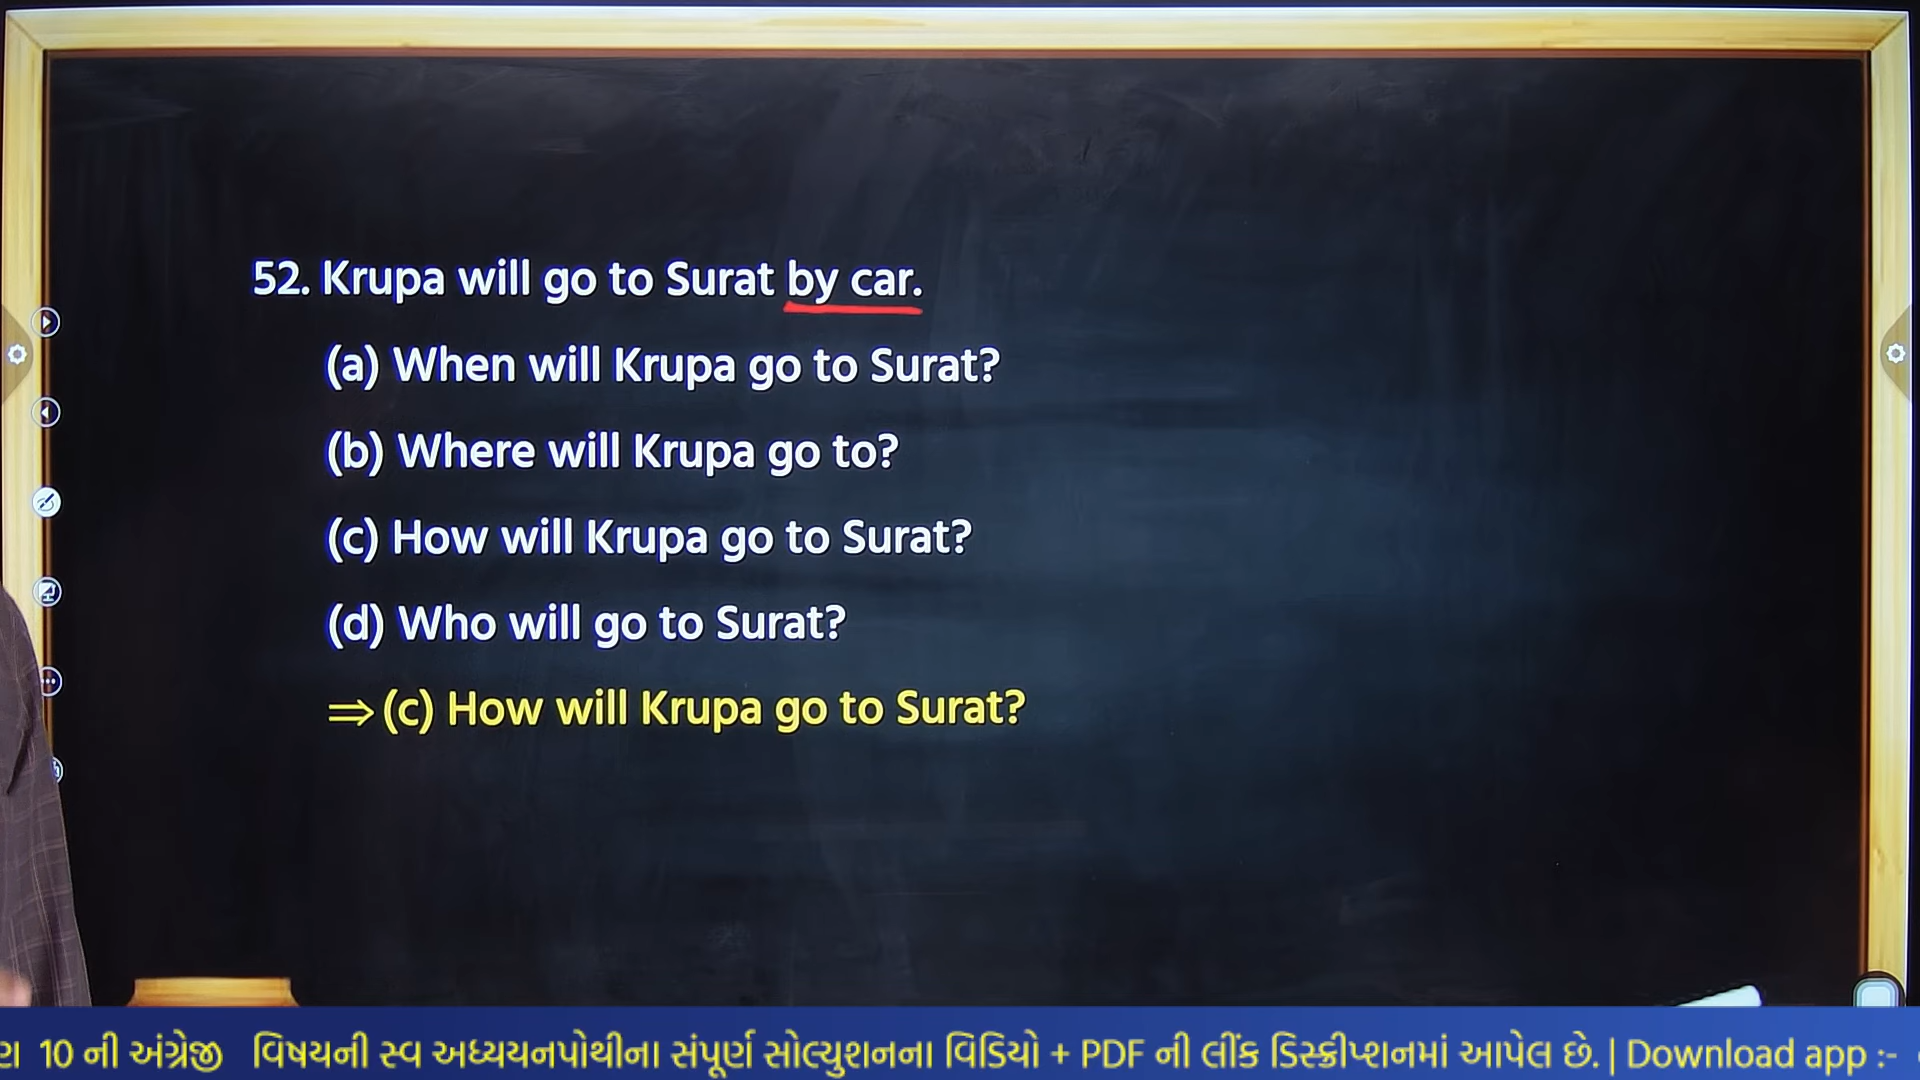 52. Krupa will go to Surat by car.
(a) When will Krupa go to Surat?
(b) Where will Krupa go to?
(c) How will Krupa go to Surat?
(d) Who will go to Surat?
⇒ (c) How will Krupa go to Surat?
10 ની અંગ્રેજી વિષયની સ્વ અધ્યયનપોથીના સંપૂર્ણ સોલ્યુશનના વિડિયો + PDF ની લીંક ડિસ્ક્રીપ્શનમાં આપેલ છે. | Download app :-